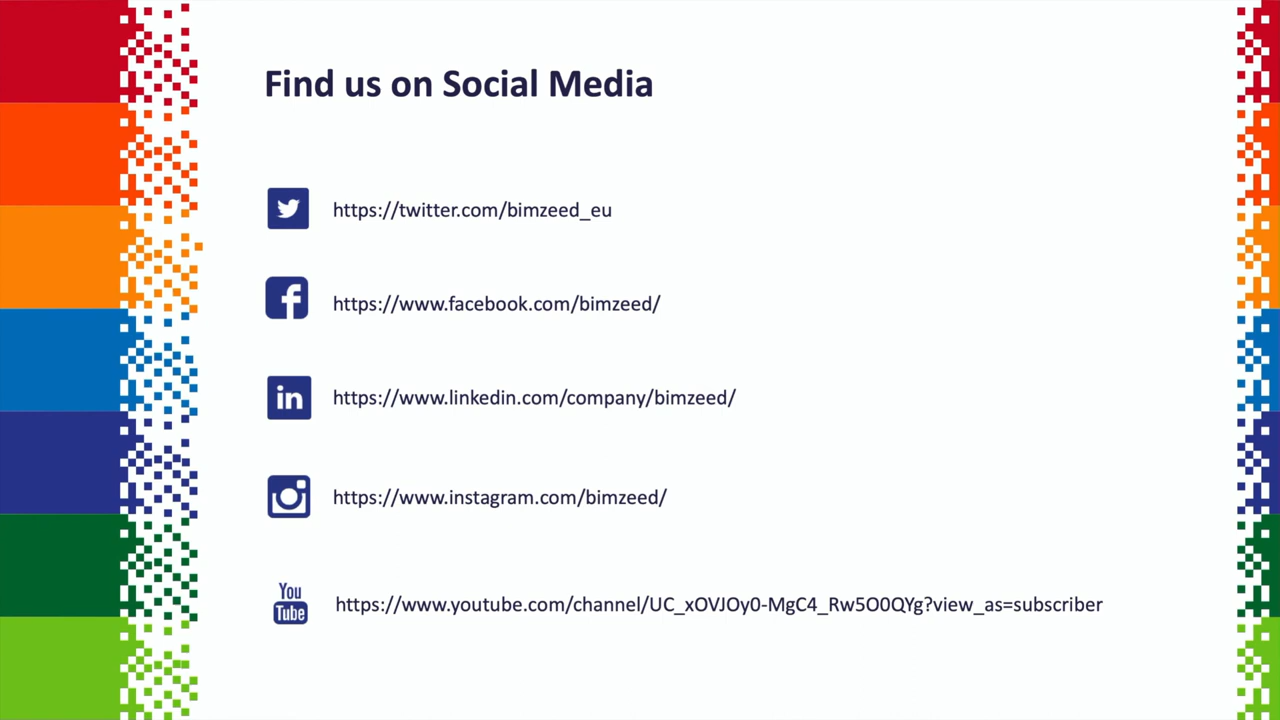 Find us on Social Media
https://twitter.com/bimzeed_eu
https://www.facebook.com/bimzeed/
in https://www.linkedin.com/company/bimzeed/
https://www.instagram.com/bimzeed/
You
Tube
https://www.youtube.com/channel/UC_xOVJOy0-MgC4_Rw5O0QYg?view_as=subscriber